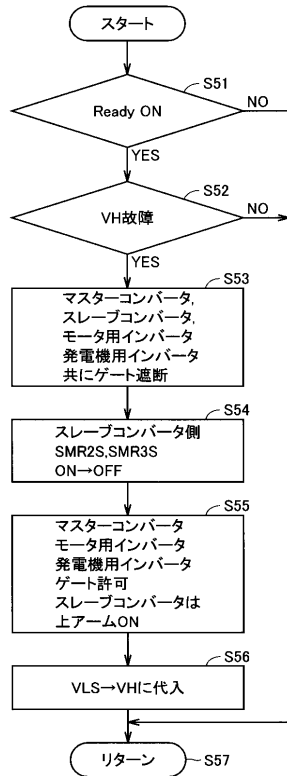 スタート
S51
Ready ON
NO
YES
S52
VH故障
NO
YES
S53
マスターコンバータ,
スレーブコンバータ,
モータ用インバータ
発電機用インバータ
共にゲート遮断
S54
スレーブコンバータ側
SMR2S,SMR3S
ON→OFF
S55
マスターコンバータ
モータ用インバータ
発電機用インバータ
ゲート許可
スレーブコンバータは
上アームON
S56
VLS→VHに代入
リターン
S57